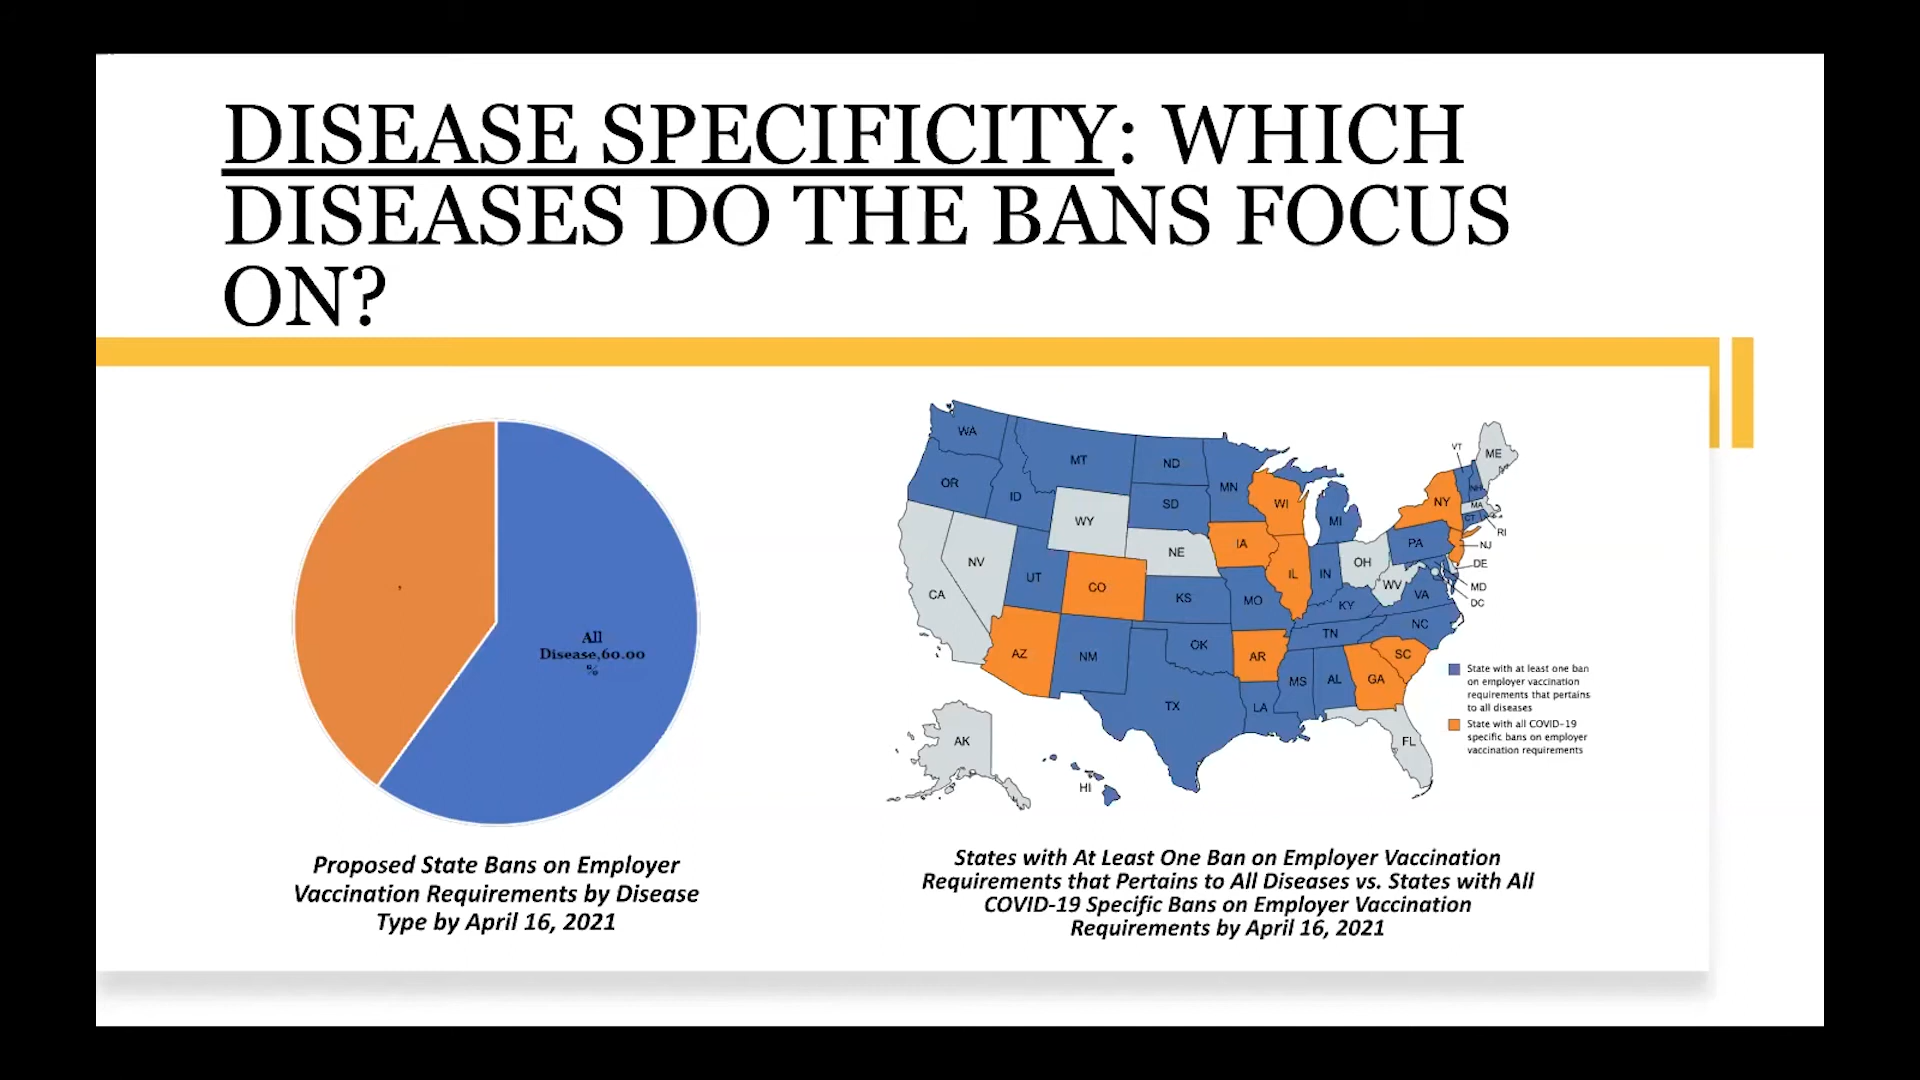 DISEASE SPECIFICITY: WHICH
DISEASES DO THE BANS FOCUS
ON?
,
All
Disease,60.00
%
Proposed State Bans on Employer
Vaccination Requirements by Disease
Type by April 16, 2021
WA
MT
ND
MN
OR
ID
SD
WI
MI
NY
VT
ME
NH
MA
CT
RI
WY
NE
IA
PA
NJ
NV
UT
CO
KS
MO
IL
IN
OH
WV
DE
MD
DC
CA
VA
KY
NC
TN
AZ
NM
OK
AR
SC
GA
MS
AL
TX
LA
AK
HI
FL
State with at least one ban
on employer vaccination
requirements that pertains
to all diseases
State with all COVID-19
specific bans on employer
vaccination requirements
States with At Least One Ban on Employer Vaccination
Requirements that Pertains to All Diseases vs. States with All
COVID-19 Specific Bans on Employer Vaccination
Requirements by April 16, 2021